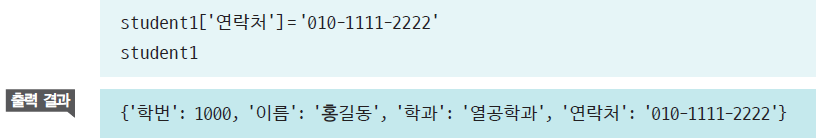 student1['연락처']='010-1111-2222'
student1
출력 결과
{'학번': 1000, '이름': '홍길동', '학과': '열공학과', '연락처': '010-1111-2222'}